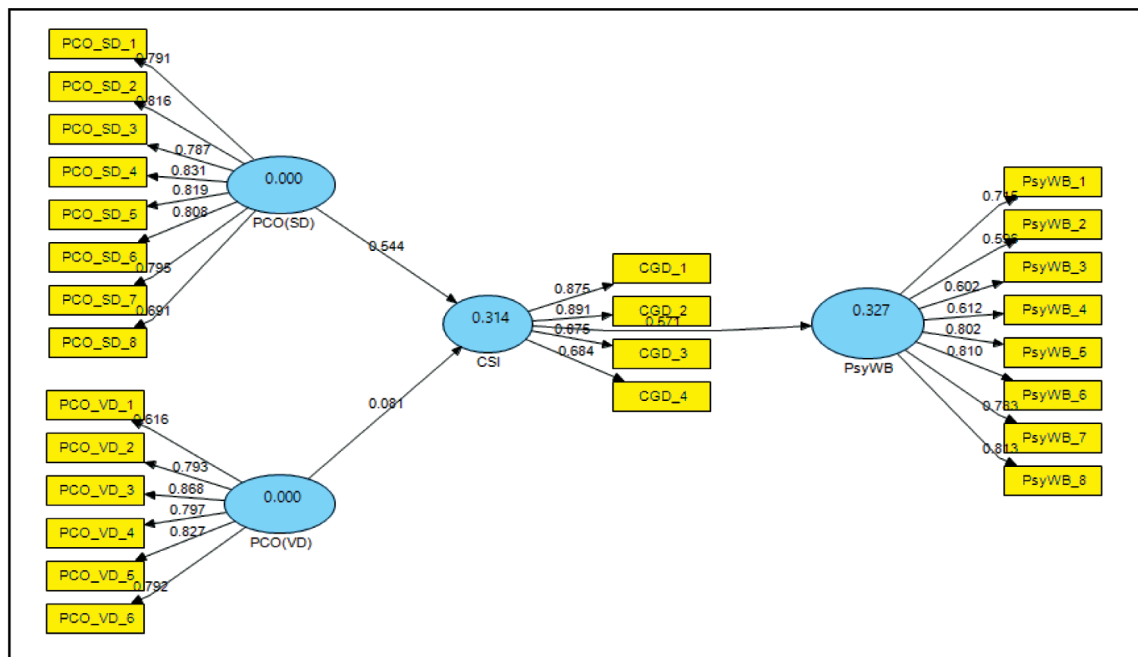 PCO_SD_1
0.791
PCO_SD_2
0.816
PCO_SD_3
0.787
PCO_SD_4
0.831
PCO_SD_5
0.819
PCO_SD_6
0.808
PCO_SD_7
0.795
PCO_SD_8
0.691
0.000
PCO(SD)
0.544
PCO_VD_1
0.616
PCO_VD_2
0.793
PCO_VD_3
0.868
PCO_VD_4
0.797
PCO_VD_5
0.827
PCO_VD_6
0.792
0.000
PCO(VD)
0.081
0.314
CSI
CGD_1
0.875
CGD_2
0.891
0.571
CGD_3
0.875
CGD_4
0.684
0.327
PsyWB
PsyWB_1
0.715
PsyWB_2
PsyWB_3
0.602
PsyWB_4
0.612
PsyWB_5
0.802
PsyWB_6
0.810
PsyWB_7
PsyWB_8
0.813